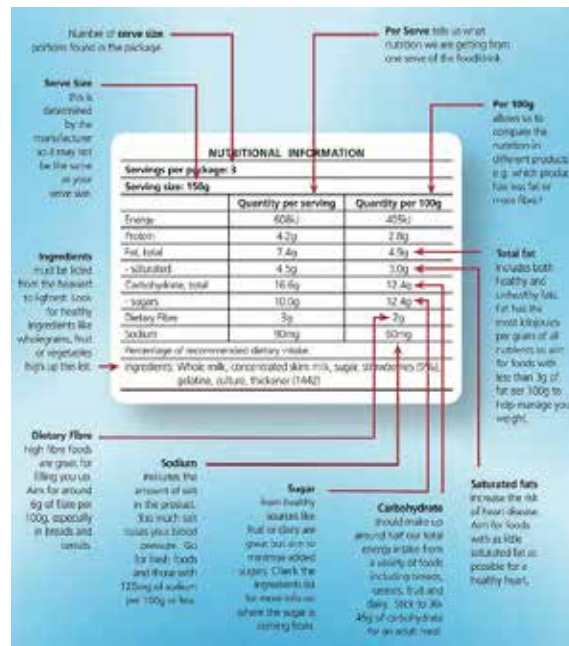 Number of serve size
portions found in the package
Per Serve tells us what
nutrition we are getting from
one serve of the food/drink
Serve Size
this is
determined
by the
manufacturer
so it may not
be the same
as your
serve size.
Per 100g
allows us to
compare the
nutrition in
different products
e.g. which product
has less fat or
more fibre?
NUTRITIONAL INFORMATION
Servings per package: 3
Serving size: 150g
Quantity per serving Quantity per 100g
Energy 608kJ 405kJ
Protein 4.2g 2.8g
Fat, total 7.4g 4.9g
- saturated 4.5g 3.0g
Carbohydrate, total 16.6g 12.4g
- sugars 10.0g 12.4g
Dietary Fibre 3g 2g
Sodium 90mg 60mg
Percentage of recommended dietary intake
Ingredients: Whole milk, concentrated skim milk, sugar, strawberries (9%),
gelatine, culture, thickener (1442)
Ingredients
must be listed
from the heaviest
to lightest. Look
for healthy
ingredients like
wholegrains, fruit
or vegetables
high up the list.
Total fat
includes both
healthy and
unhealthy fats.
Fat has the
most kilojoules
per gram of all
nutrients so aim
for foods with
less than 3g of
fat per 100g to
help manage your
weight.
Dietary Fibre
high fibre foods
are great for
filling you up.
Aim for around
6g of fibre per
100g, especially
in breads and
cereals.
Sodium
indicates the
amount of salt
in the product.
Too much salt
raises your blood
pressure. Go
for fresh foods
and those with
120mg of sodium
per 100g or less.
Sugar
from healthy
sources like
fruit or dairy are
great but aim to
minimise added
sugars. Check the
ingredients list
for more info on
where the sugar is
coming from.
Carbohydrate
should make up
around half our total
energy intake from
a variety of foods
including breads,
cereals, fruit and
dairy. Stick to 30-
45g of carbohydrate
for an adult meal.
Saturated fats
increase the risk
of heart disease.
Aim for foods
with as little
saturated fat as
possible for a
healthy heart.